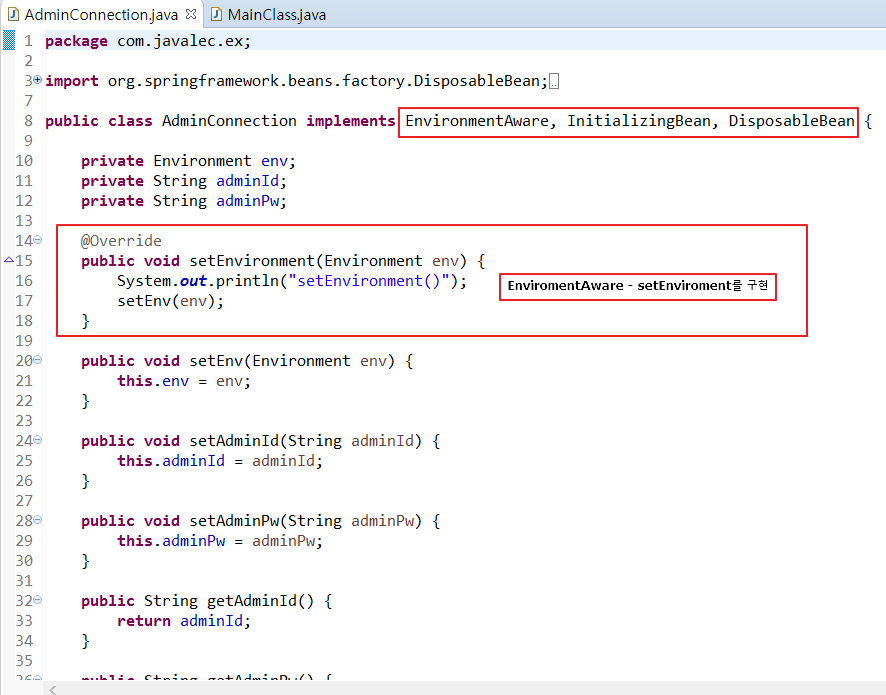 AdminConnection.java MainClass.java
1 package com.javalec.ex;
2
3 import org.springframework.beans.factory.DisposableBean;
7
8 public class AdminConnection implements EnvironmentAware, InitializingBean, DisposableBean {
9
10 private Environment env;
11 private String adminId;
12 private String adminPw;
13
14 @Override
15 public void setEnvironment(Environment env) {
16 System.out.println("setEnvironment()");
17 setEnv(env);
EnviromentAware - setEnviroment를 구현
18 }
19
20 public void setEnv(Environment env) {
21 this.env = env;
22 }
23
24 public void setAdminId(String adminId) {
25 this.adminId = adminId;
26 }
27
28 public void setAdminPw(String adminPw) {
29 this.adminPw = adminPw;
30 }
31
32 public String getAdminId() {
33 return adminId;
34 }
35
36 public String getAdminPw() {